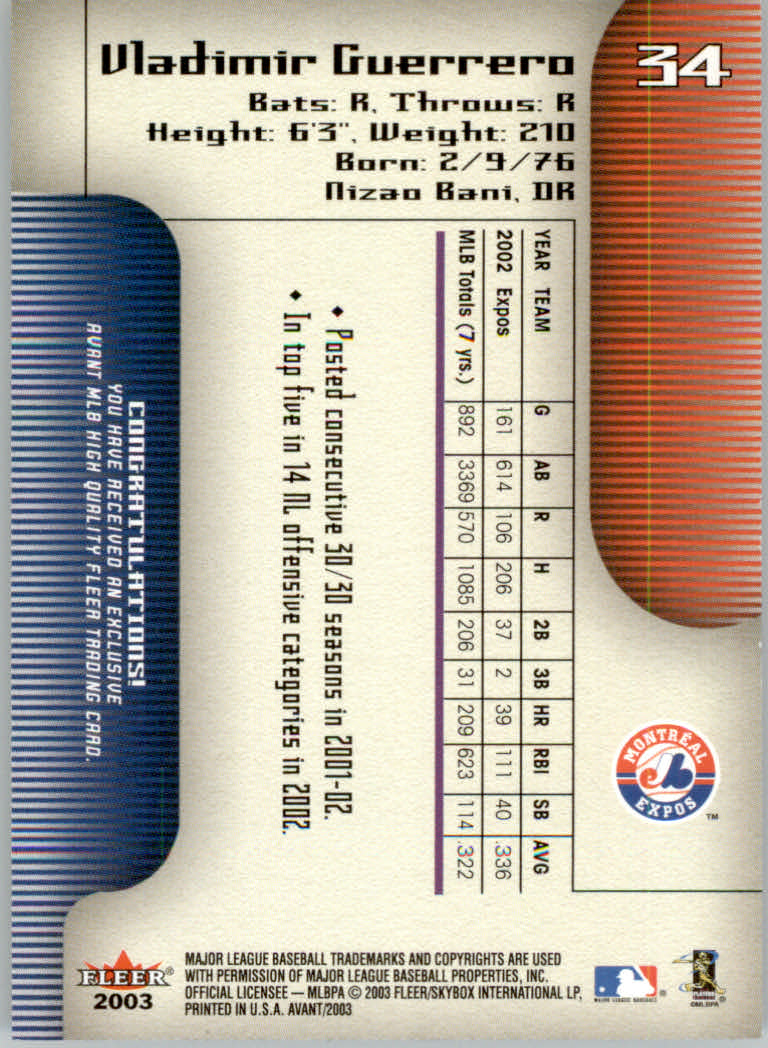 34
Vladimir Guerrero
Bats: R, Throws: R
Height: 6'3", Weight: 210
Born: 2/9/76
Nizao Bani, DR
YEAR TEAM G AB R H 2B 3B HR RBI SB AVG
2002 Expos 161 614 106 206 37 2 39 111 40 .336
MLB Totals (7 yrs.) 892 3369 570 1085 206 31 209 623 114 .322
♦ Posted consecutive 30/30 seasons in 2001-02.
♦ In top five in 14 NL offensive categories in 2002.
CONGRATULATIONS!
YOU HAVE RECEIVED AN EXCLUSIVE
AVANT MLB HIGH QUALITY FLEER TRADING CARD.
MONTRÉAL
EXPOS
TM
FLEER®
2003
MAJOR LEAGUE BASEBALL TRADEMARKS AND COPYRIGHTS ARE USED
WITH PERMISSION OF MAJOR LEAGUE BASEBALL PROPERTIES, INC.
OFFICIAL LICENSEE — MLBPA © 2003 FLEER/SKYBOX INTERNATIONAL LP,
PRINTED IN U.S.A. AVANT/2003
MAJOR LEAGUE BASEBALL
®
©MLBPA